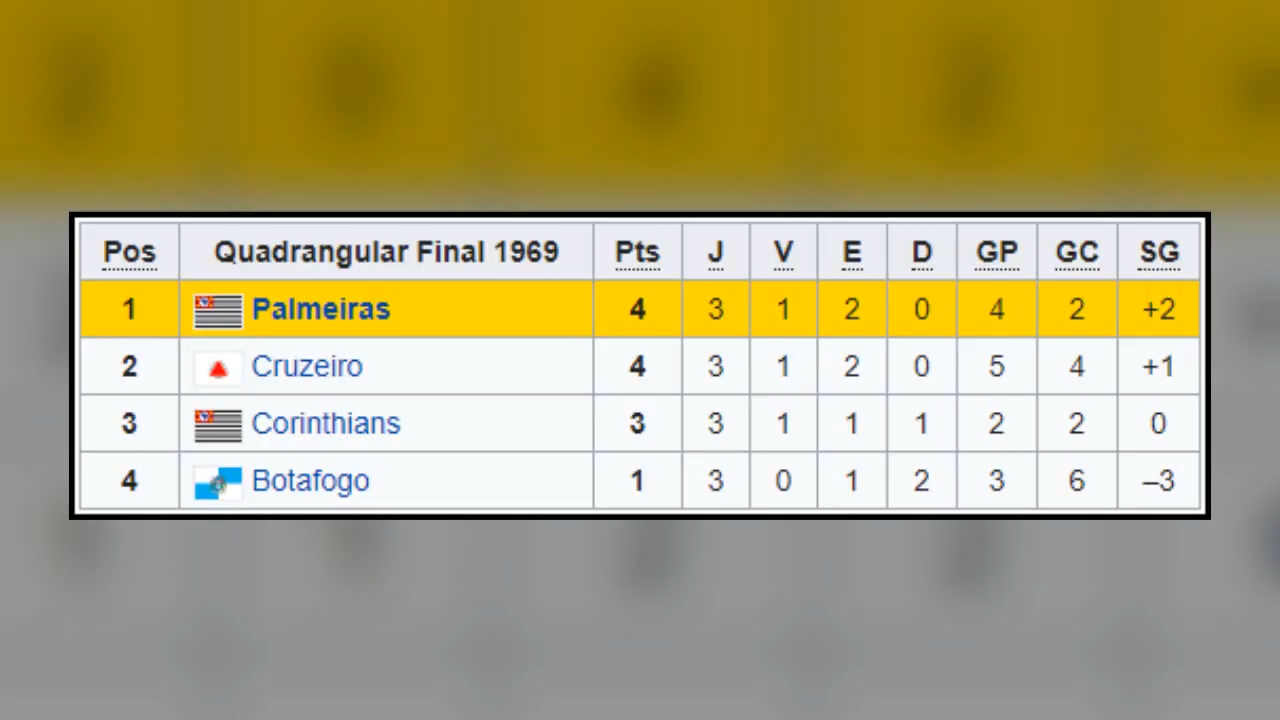 Pos Quadrangular Final 1969 Pts J V E D GP GC SG
1 Palmeiras 4 3 1 2 0 4 2 +2
2 Cruzeiro 4 3 1 2 0 5 4 +1
3 Corinthians 3 3 1 1 1 2 2 0
4 Botafogo 1 3 0 1 2 3 6 –3